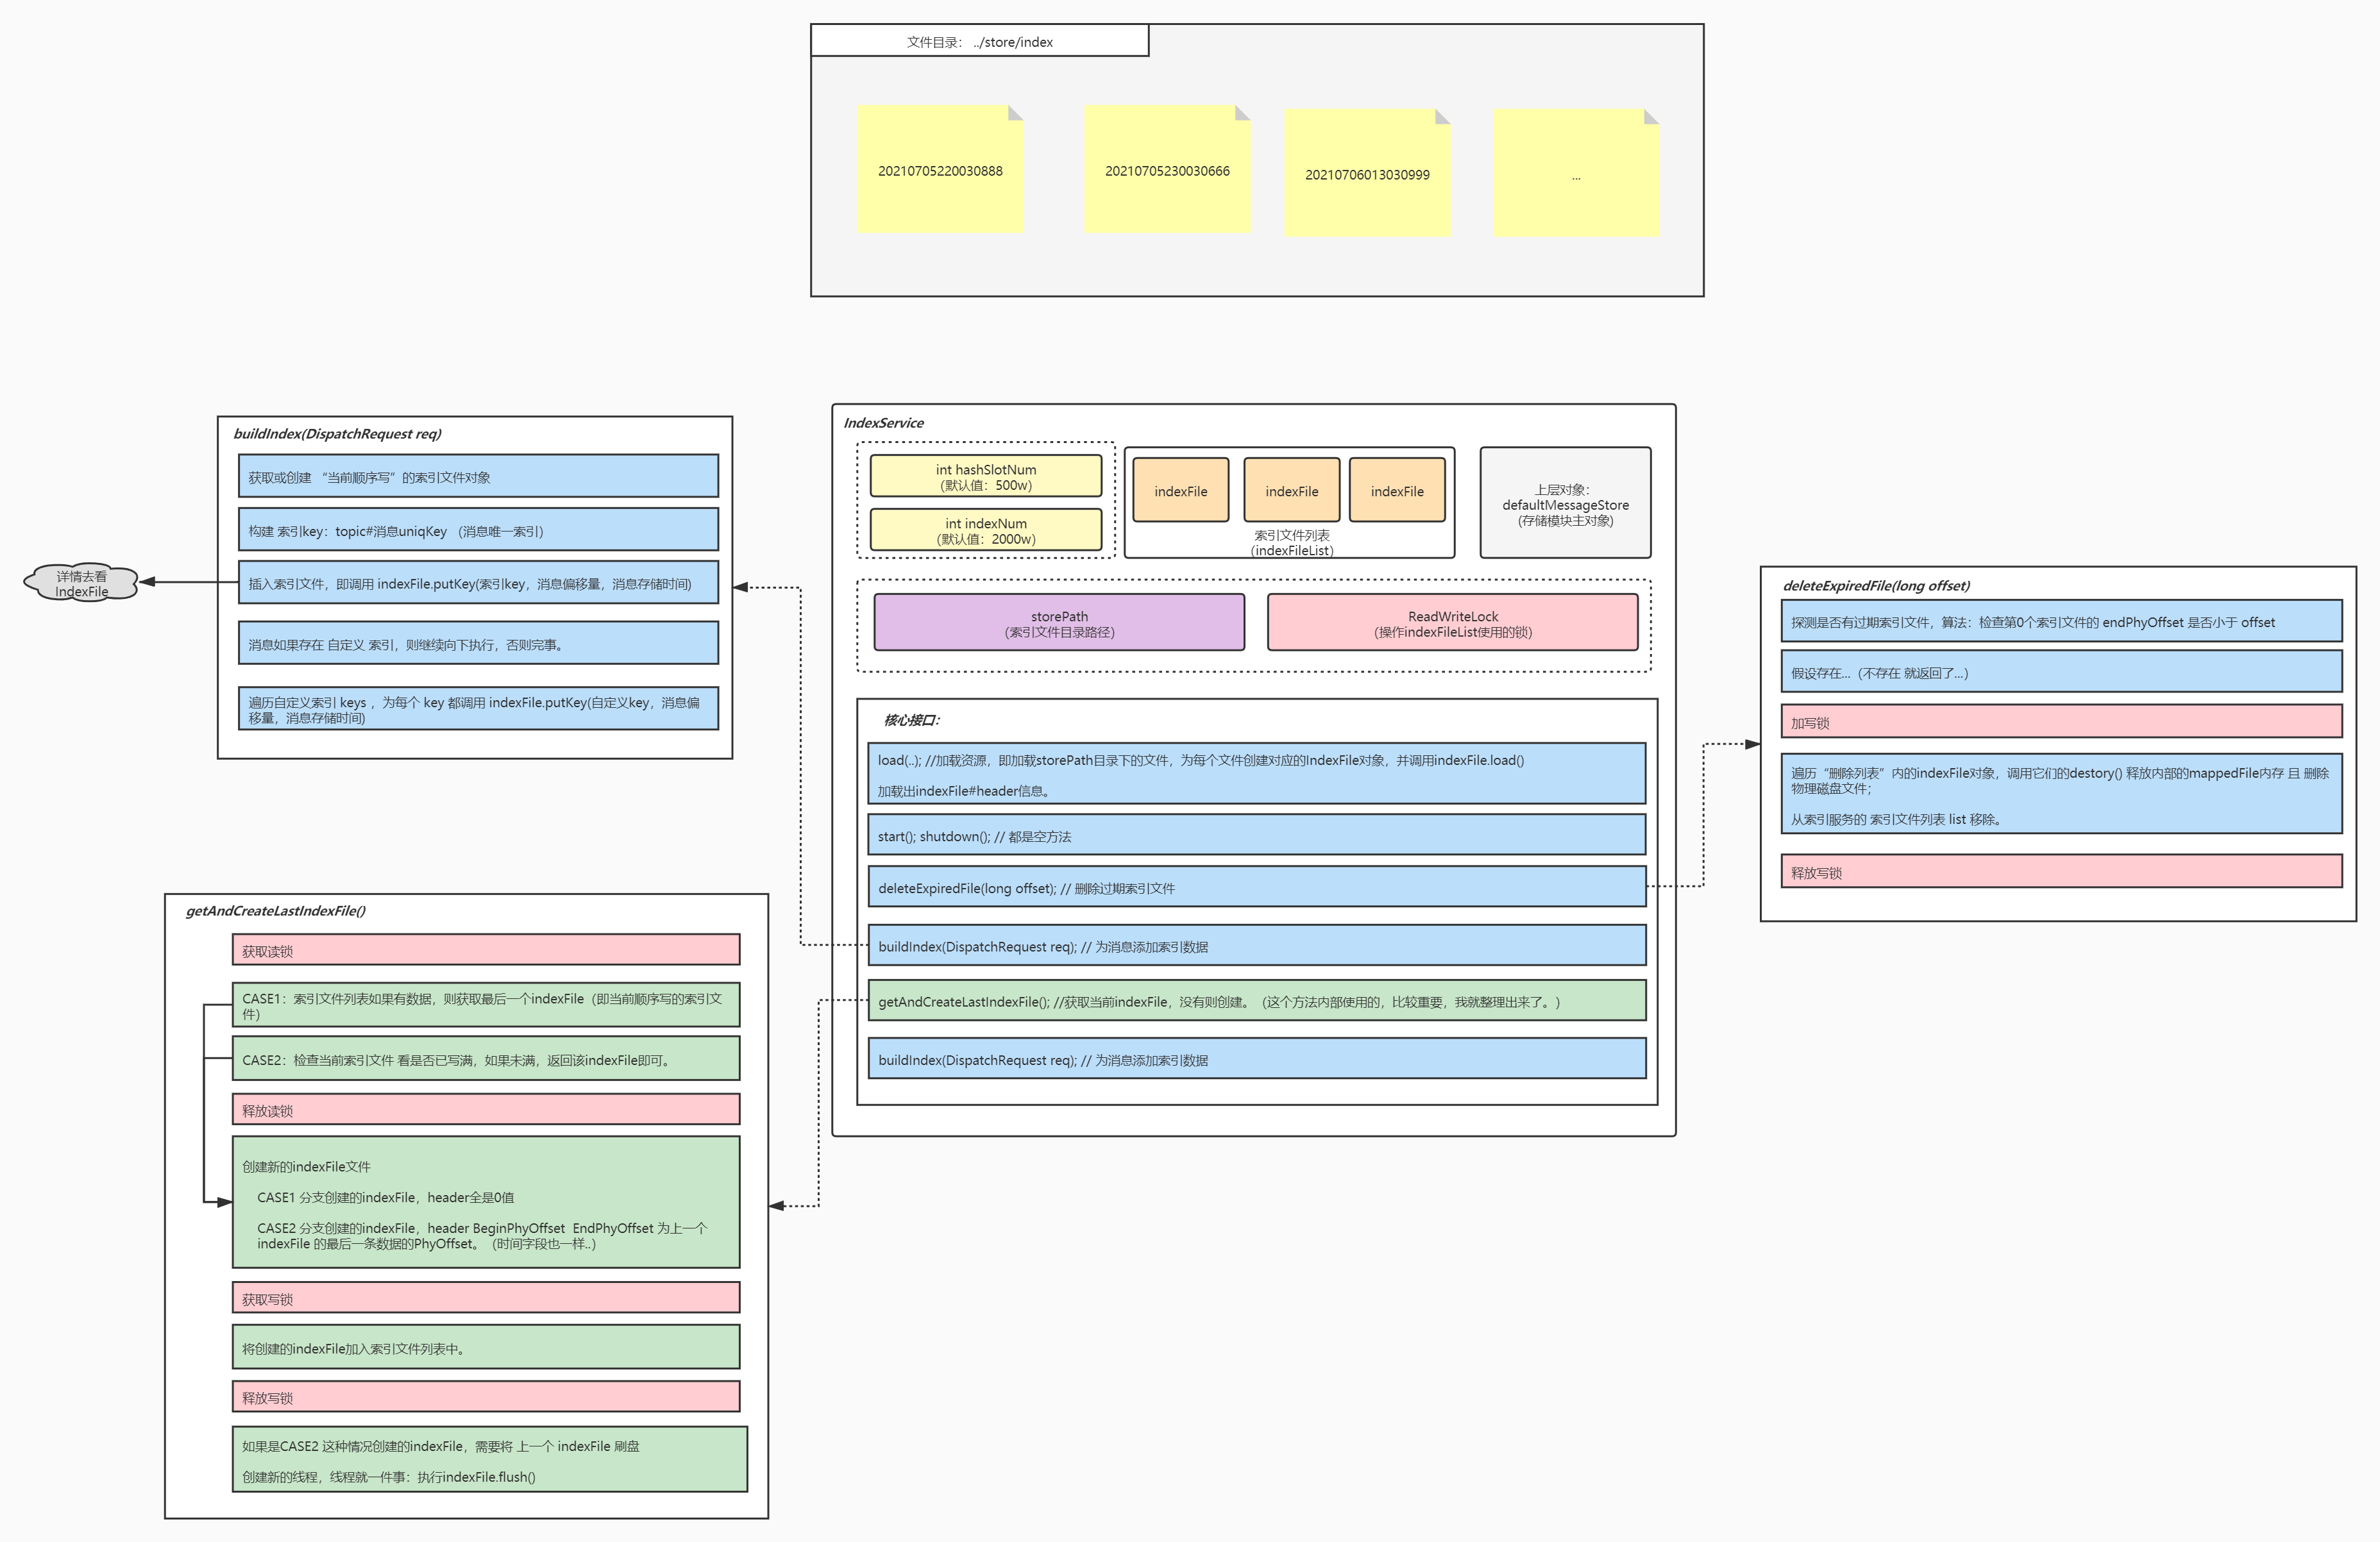 文件目录： ../store/index
20210705220030888
20210705230030666
20210706013030999
...
buildIndex(DispatchRequest req)
获取或创建 “当前顺序写”的索引文件对象
构建 索引key：topic#消息uniqKey （消息唯一索引)
插入索引文件，即调用 indexFile.putKey(索引key，消息偏移量，消息存储时间)
消息如果存在 自定义 索引，则继续向下执行，否则完事。
遍历自定义索引 keys ，为每个 key 都调用 indexFile.putKey(自定义key，消息偏
移量，消息存储时间)
详情去看
IndexFile
IndexService
int hashSlotNum
(默认值：500w)
int indexNum
(默认值：2000w)
indexFile
indexFile
indexFile
索引文件列表
(indexFileList)
上层对象：
defaultMessageStore
(存储模块主对象)
storePath
(索引文件目录路径)
ReadWriteLock
(操作indexFileList使用的锁)
核心接口：
load(..); //加载资源，即加载storePath目录下的文件，为每个文件创建对应的IndexFile对象，并调用indexFile.load()
加载出indexFile#header信息。
start(); shutdown(); // 都是空方法
deleteExpiredFile(long offset); // 删除过期索引文件
buildIndex(DispatchRequest req); // 为消息添加索引数据
getAndCreateLastIndexFile(); //获取当前indexFile，没有则创建。（这个方法内部使用的，比较重要，我就整理出来了。）
buildIndex(DispatchRequest req); // 为消息添加索引数据
deleteExpiredFile(long offset)
探测是否有过期索引文件，算法：检查第0个索引文件的 endPhyOffset 是否小于 offset
假设存在...（不存在 就返回了...）
加写锁
遍历“删除列表”内的indexFile对象，调用它们的destory() 释放内部的mappedFile内存 且 删除
物理磁盘文件；
从索引服务的 索引文件列表 list 移除。
释放写锁
getAndCreateLastIndexFile()
获取读锁
CASE1：索引文件列表如果有数据，则获取最后一个indexFile（即当前顺序写的索引文
件）
CASE2：检查当前索引文件 看是否已写满，如果未满，返回该indexFile即可。
释放读锁
创建新的indexFile文件
CASE1 分支创建的indexFile，header全是0值
CASE2 分支创建的indexFile，header BeginPhyOffset  EndPhyOffset 为上一个
indexFile 的最后一条数据的PhyOffset。（时间字段也一样..）
获取写锁
将创建的indexFile加入索引文件列表中。
释放写锁
如果是CASE2 这种情况创建的indexFile，需要将 上一个 indexFile 刷盘
创建新的线程，线程就一件事：执行indexFile.flush()